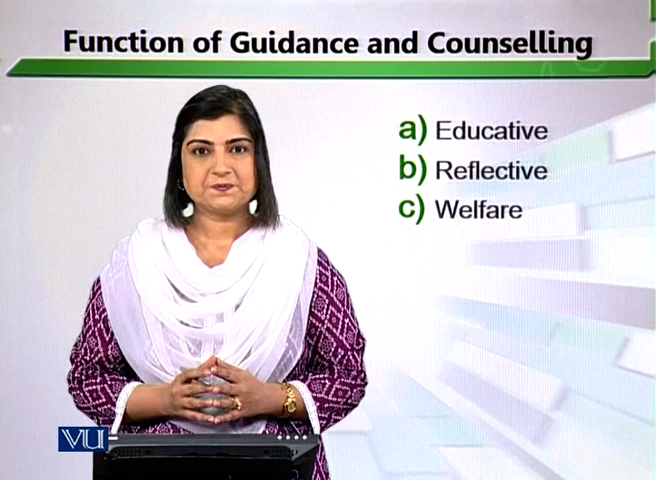 Function of Guidance and Counselling
a) Educative
b) Reflective
c) Welfare
VU